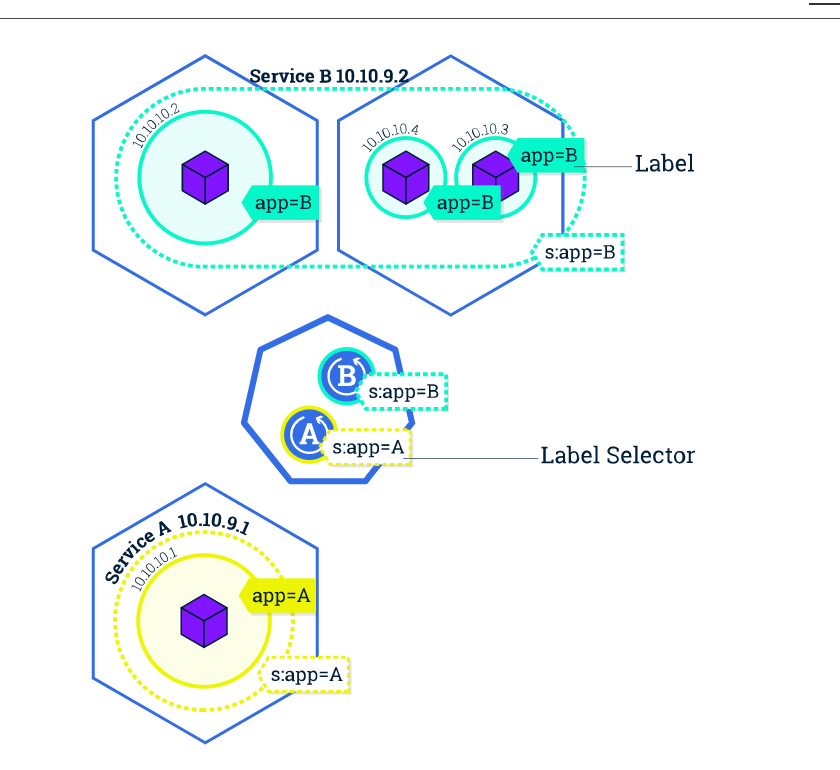 Service B 10.10.9.2
10.10.10.2
10.10.10.4
10.10.10.3
app=B
Label
app=B
app=B
s:app=B
B
s:app=B
A
s:app=A
Label Selector
Service A 10.10.9.1
10.10.10.1
app=A
s:app=A